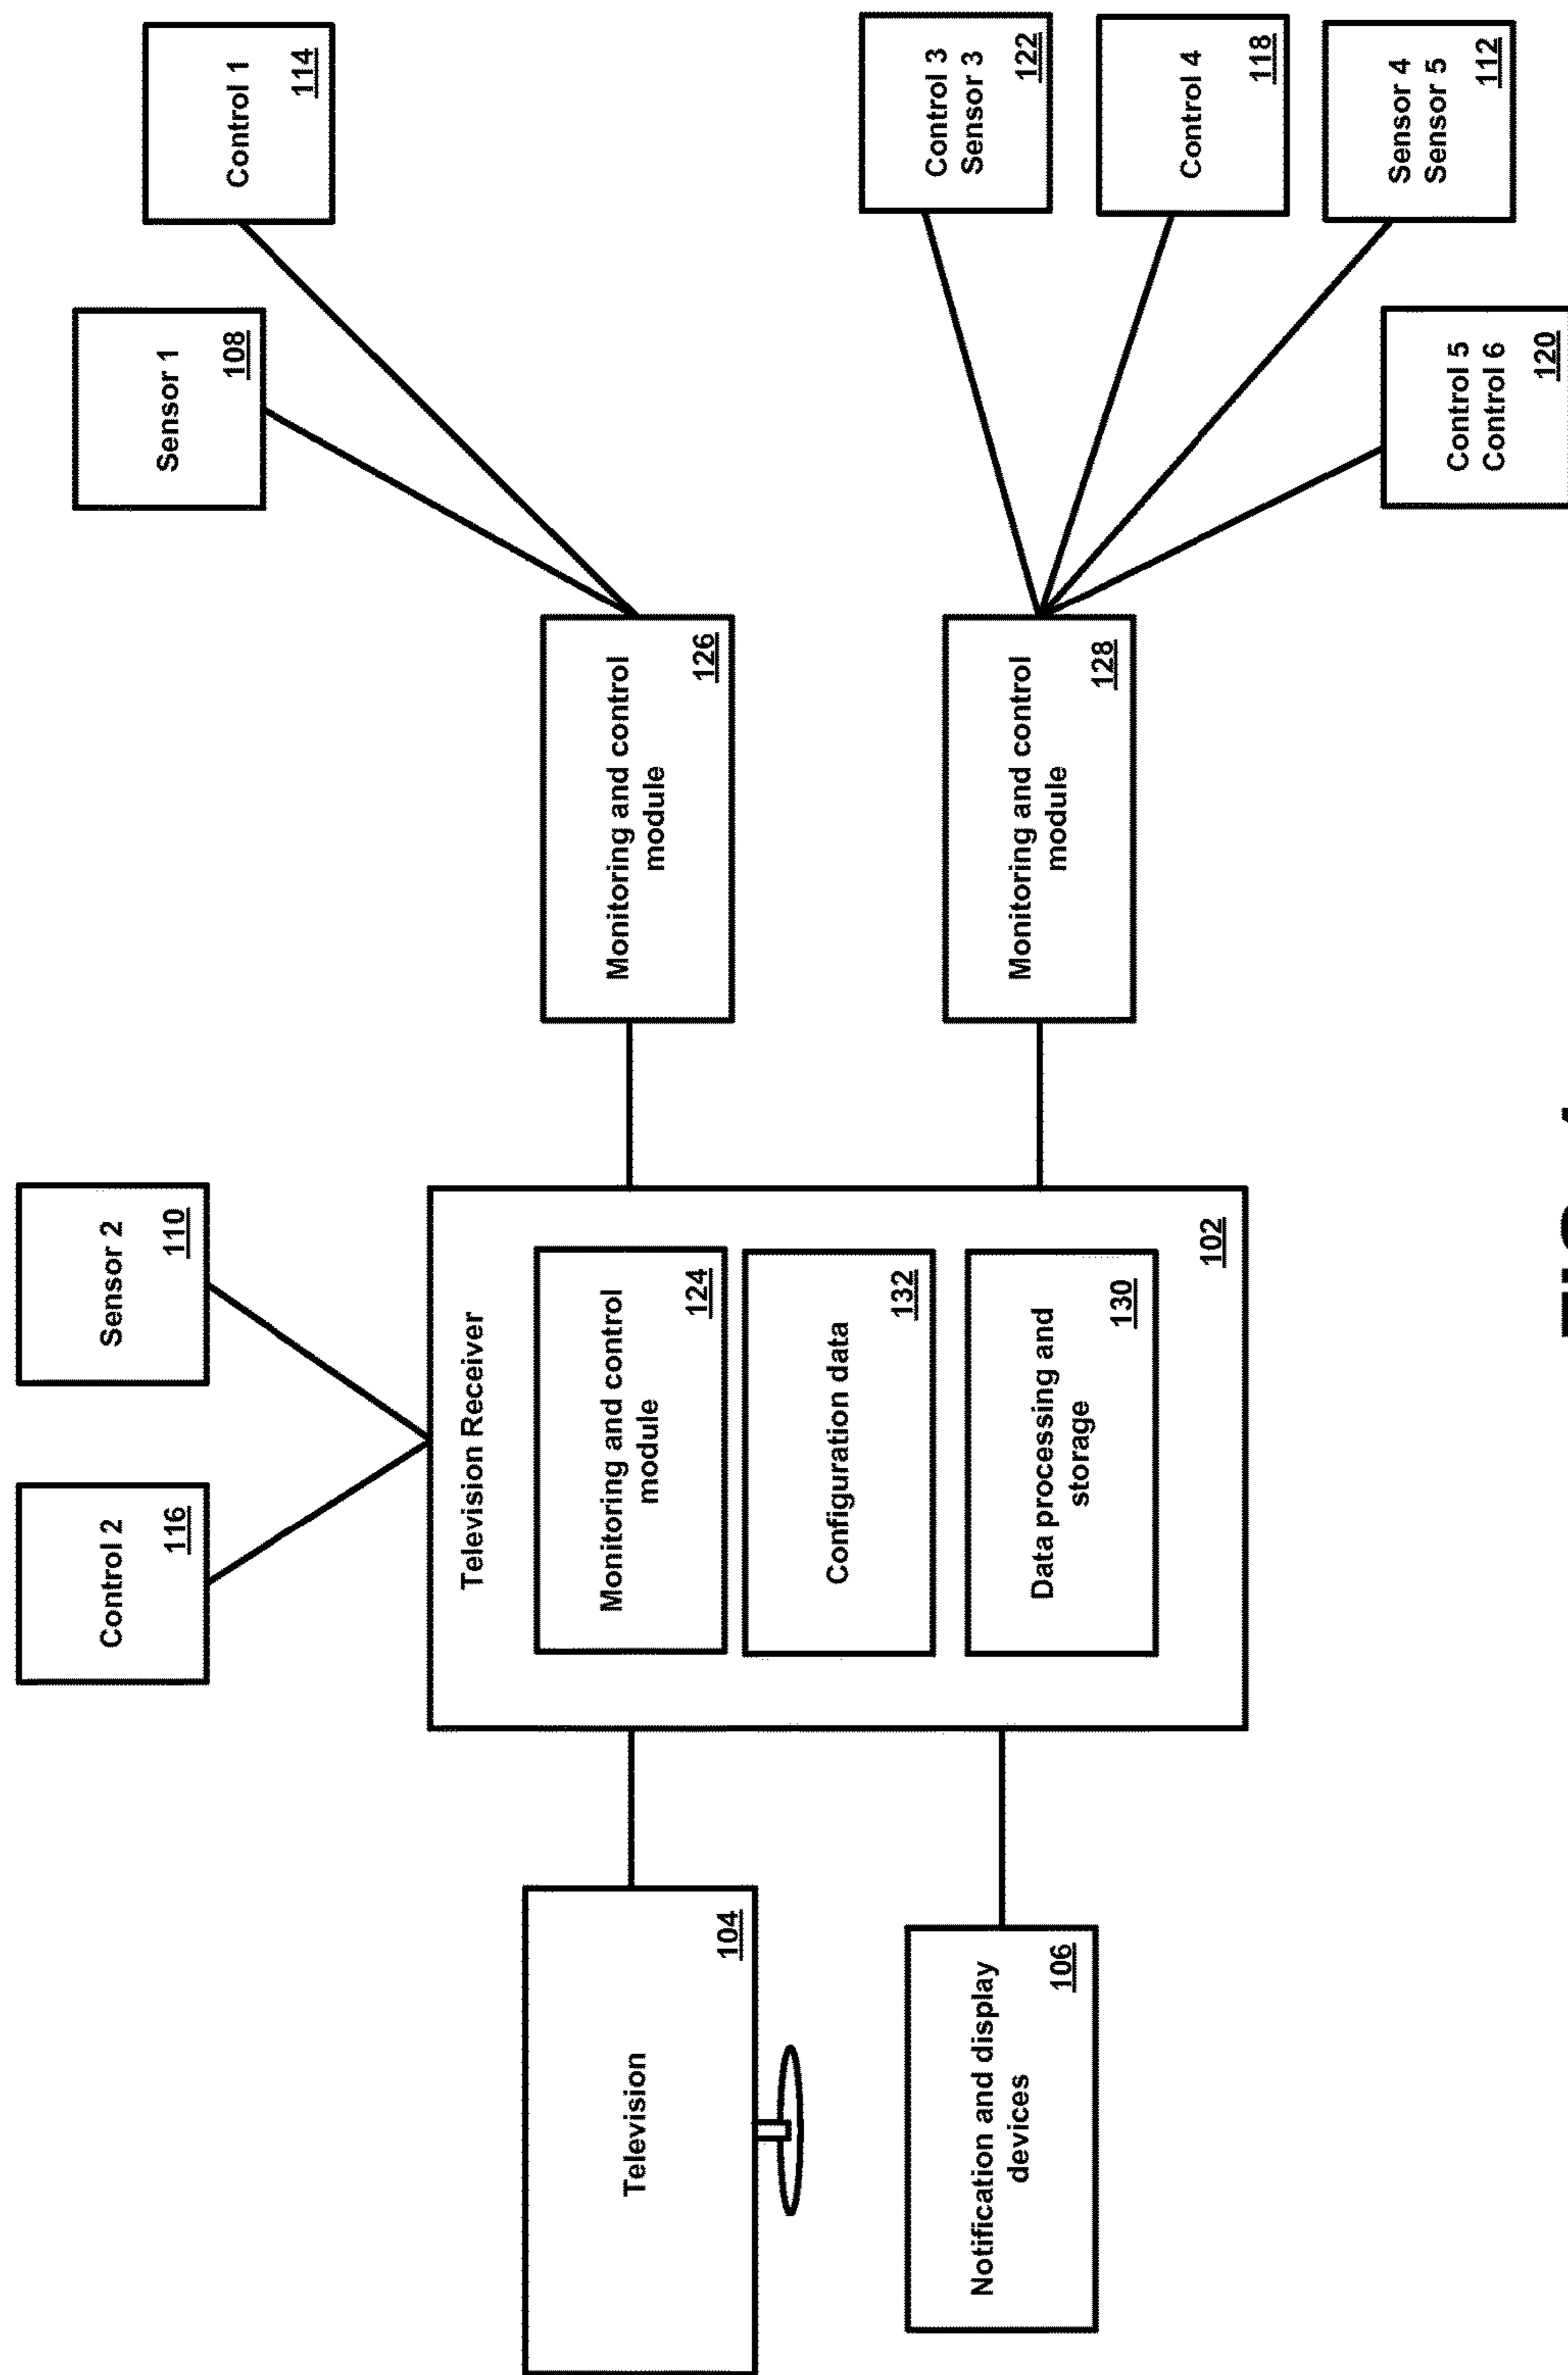 Control 2
116
Sensor 2
110
Sensor 1
108
Control 1
114
Television
104
Notification and display
devices
106
Television Receiver
Monitoring and control
module
124
Configuration data
132
Data processing and
storage
130
102
Monitoring and control
module
126
Monitoring and control
module
128
Control 3
Sensor 3
122
Control 4
118
Sensor 4
Sensor 5
112
Control 5
Control 6
120